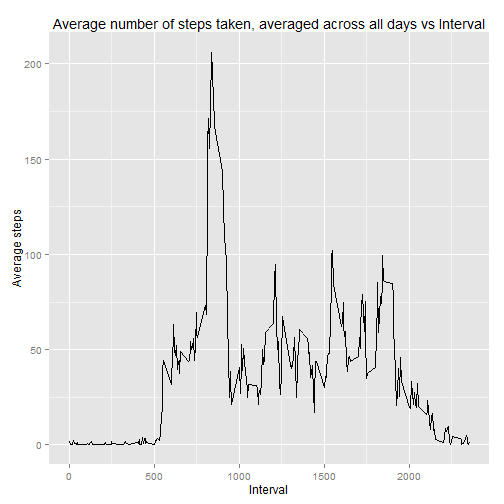 Average number of steps taken, averaged across all days vs Interval
Average steps
200
150
100
50
0
0 500 1000 1500 2000
Interval